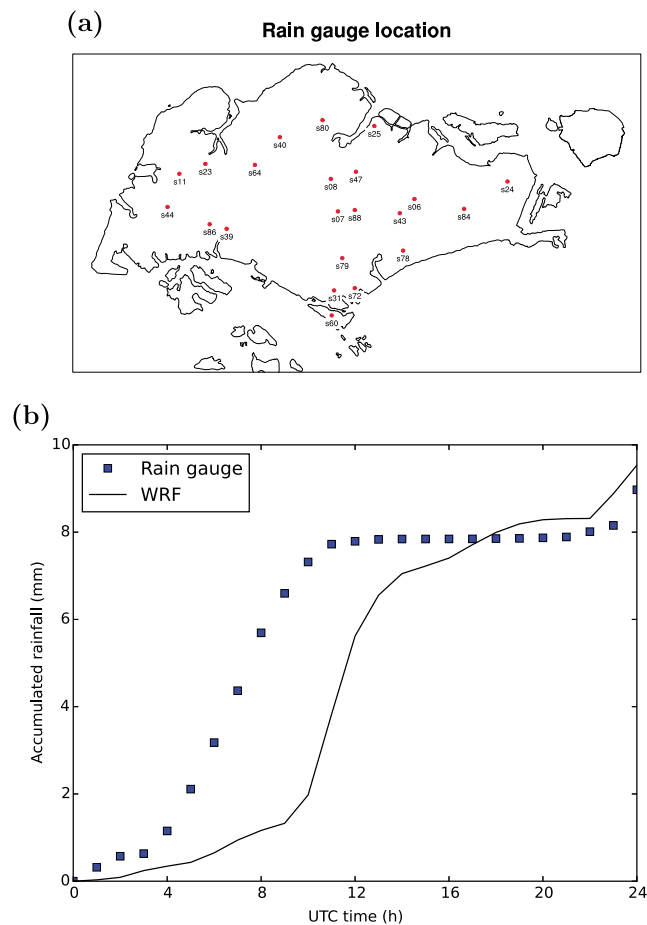 (a)
Rain gauge location
s80
s25
s40
s23
s64
s11
s47
s08
s24
s44
s06
s84
s07
s88
s43
s86
s39
s79
s78
s31
s72
s60
(b)
Rain gauge
WRF
10
8
6
4
2
0
Accumulated rainfall (mm)
0
4
8
12
16
20
24
UTC time (h)